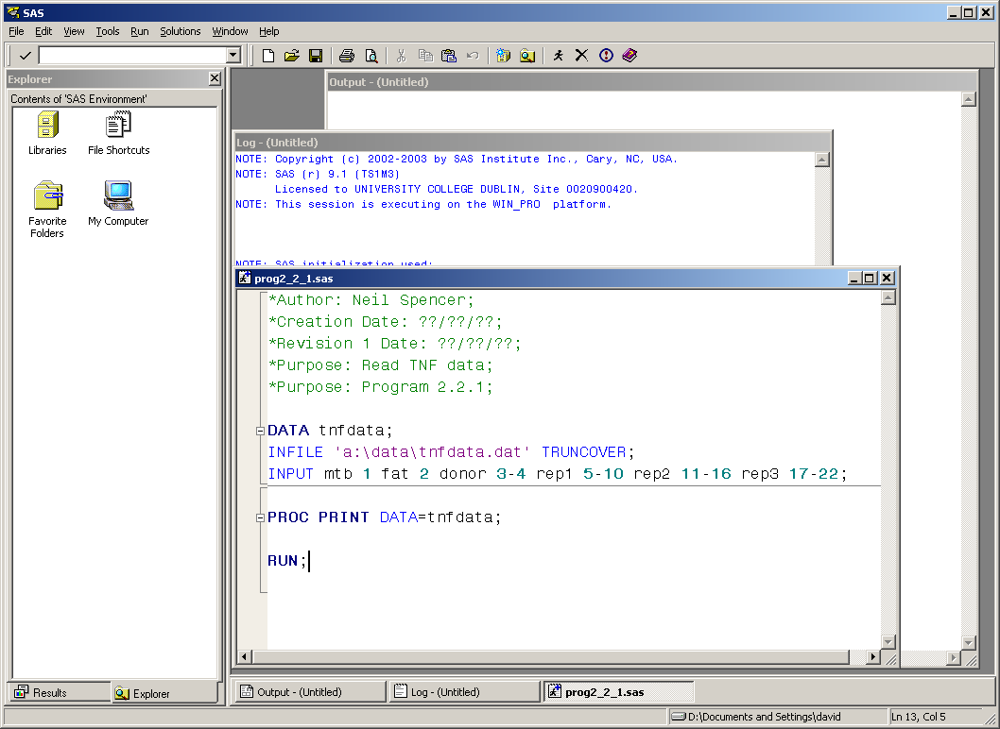 SAS
File Edit View Tools Run Solutions Window Help
Explorer
Contents of 'SAS Environment'
Libraries
File Shortcuts
Favorite
Folders
My Computer
Output - (Untitled)
Log - (Untitled)
NOTE: Copyright (c) 2002-2003 by SAS Institute Inc., Cary, NC, USA.
NOTE: SAS (r) 9.1 (TS1M3)
Licensed to UNIVERSITY COLLEGE DUBLIN, Site 0020900420.
NOTE: This session is executing on the WIN_PRO platform.
NOTE: SAS initialization used:
prog2_2_1.sas
*Author: Neil Spencer;
*Creation Date: ??/??/??;
*Revision 1 Date: ??/??/??;
*Purpose: Read TNF data;
*Purpose: Program 2.2.1;
DATA tnfdata;
INFILE 'a:\data\tnfdata.dat' TRUNCOVER;
INPUT mtb 1 fat 2 donor 3-4 rep1 5-10 rep2 11-16 rep3 17-22;
PROC PRINT DATA=tnfdata;
RUN;
Results
Explorer
Output - (Untitled)
Log - (Untitled)
prog2_2_1.sas
D:\Documents and Settings\david
Ln 13, Col 5